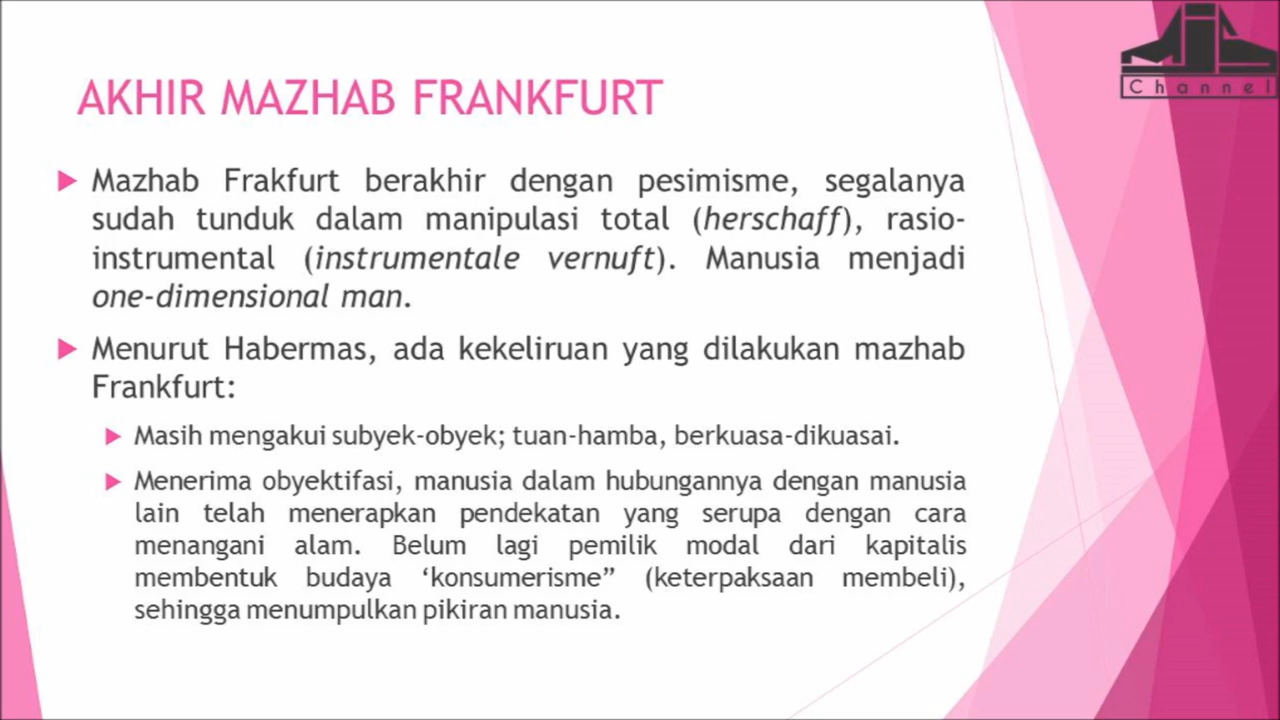 Channel
AKHIR MAZHAB FRANKFURT
Mazhab Frakfurt berakhir dengan pesimisme, segalanya
sudah tunduk dalam manipulasi total (herschaff), rasio-
instrumental (instrumentale vernuft). Manusia menjadi
one-dimensional man.
Menurut Habermas, ada kekeliruan yang dilakukan mazhab
Frankfurt:
Masih mengakui subyek-obyek; tuan-hamba, berkuasa-dikuasai.
Menerima obyektifasi, manusia dalam hubungannya dengan manusia
lain telah menerapkan pendekatan yang serupa dengan cara
menangani alam. Belum lagi pemilik modal dari kapitalis
membentuk budaya ‘konsumerisme” (keterpaksaan membeli),
sehingga menumpulkan pikiran manusia.